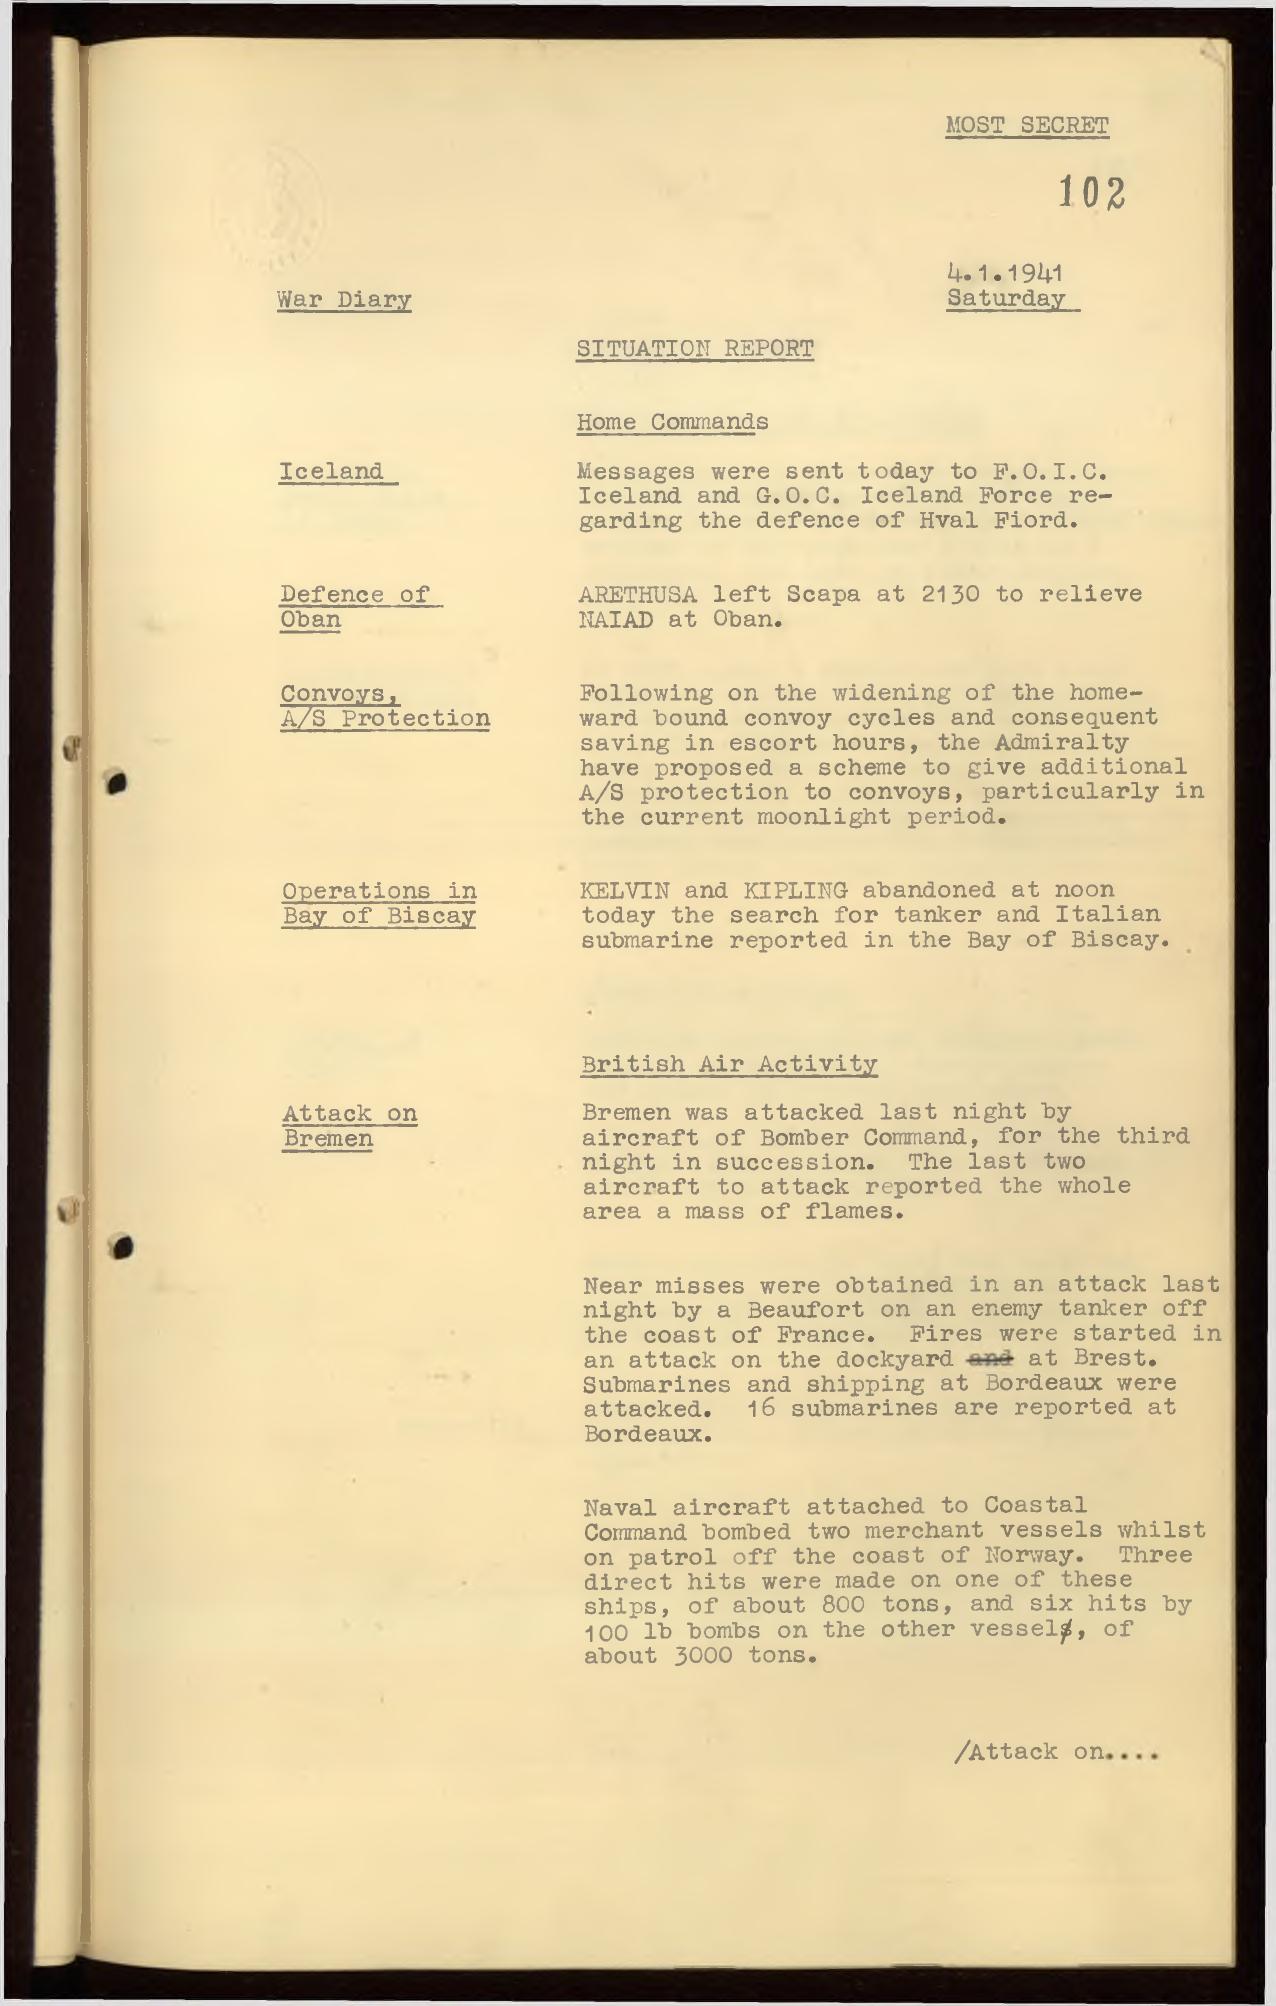 MOST SECRET
102
4.1.1941
War Diary
Saturday
SITUATION REPORT
Home Commands
Iceland
Messages were sent today to F.O.I.C.
Iceland and G.O.C. Iceland Force re-
garding the defence of Hval Fiord.
Defence of
Oban
ARETHUSA left Scapa at 2130 to relieve
NAIAD at Oban.
Convoys,
A/S Protection
Following on the widening of the home-
ward bound convoy cycles and consequent
saving in escort hours, the Admiralty
have proposed a scheme to give additional
A/S protection to convoys, particularly in
the current moonlight period.
Operations in
Bay of Biscay
KELVIN and KIPLING abandoned at noon
today the search for tanker and Italian
submarine reported in the Bay of Biscay.
British Air Activity
Attack on
Bremen
Bremen was attacked last night by
aircraft of Bomber Command, for the third
night in succession. The last two
aircraft to attack reported the whole
area a mass of flames.
Near misses were obtained in an attack last
night by a Beaufort on an enemy tanker off
the coast of France. Fires were started in
an attack on the dockyard and at Brest.
Submarines and shipping at Bordeaux were
attacked. 16 submarines are reported at
Bordeaux.
Naval aircraft attached to Coastal
Command bombed two merchant vessels whilst
on patrol off the coast of Norway. Three
direct hits were made on one of these
ships, of about 800 tons, and six hits by
100 lb bombs on the other vessels, of
about 3000 tons.
/Attack on....